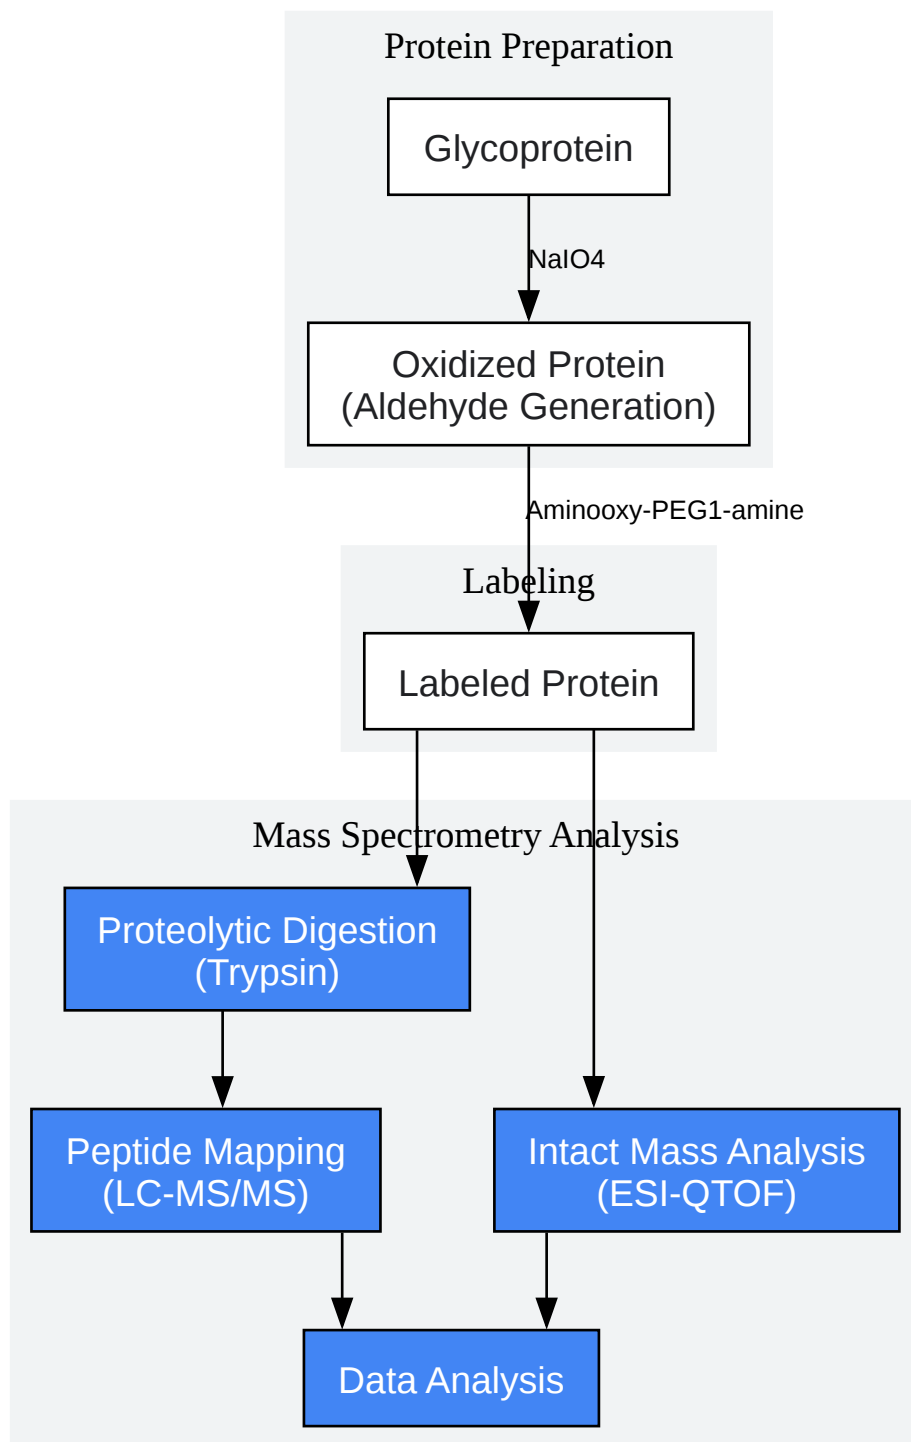 Protein Preparation
Glycoprotein
NaIO4
Oxidized Protein
(Aldehyde Generation)
Aminooxy-PEG1-amine
Labeling
Labeled Protein
Mass Spectrometry Analysis
Proteolytic Digestion
(Trypsin)
Peptide Mapping
(LC-MS/MS)
Intact Mass Analysis
(ESI-QTOF)
Data Analysis